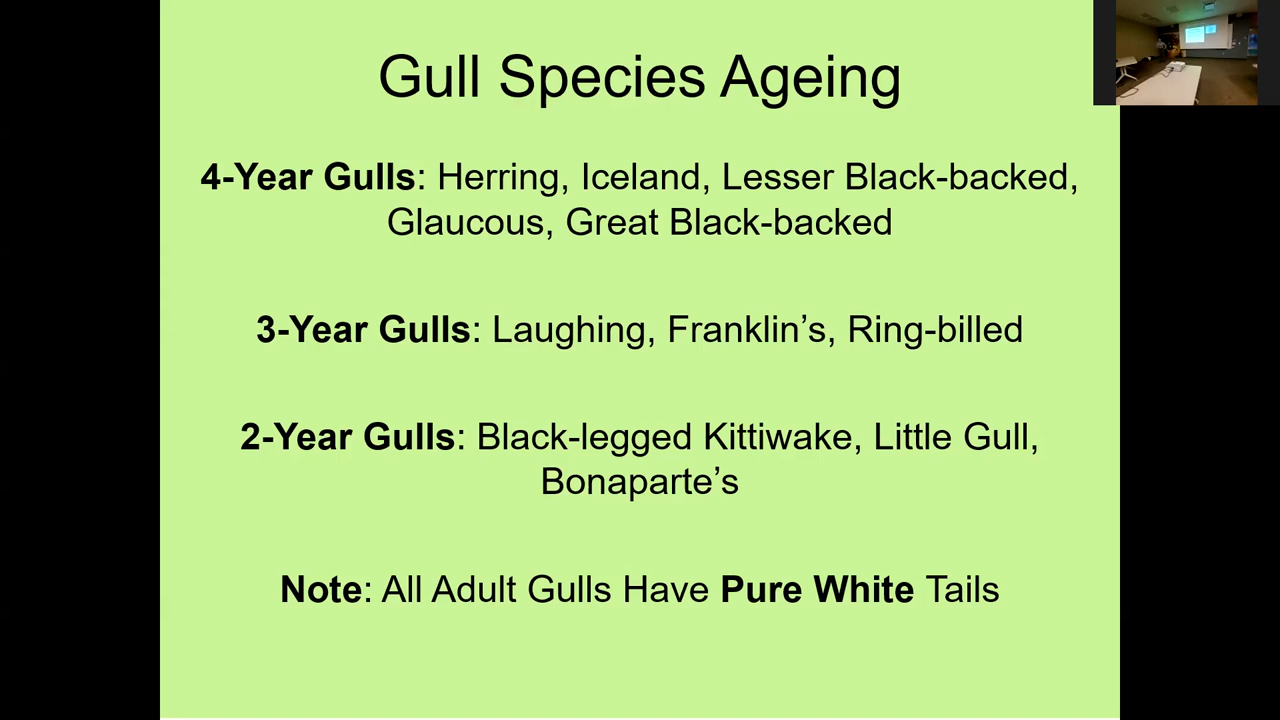 Gull Species Ageing
4-Year Gulls: Herring, Iceland, Lesser Black-backed,
Glaucous, Great Black-backed
3-Year Gulls: Laughing, Franklin’s, Ring-billed
2-Year Gulls: Black-legged Kittiwake, Little Gull,
Bonaparte’s
Note: All Adult Gulls Have Pure White Tails